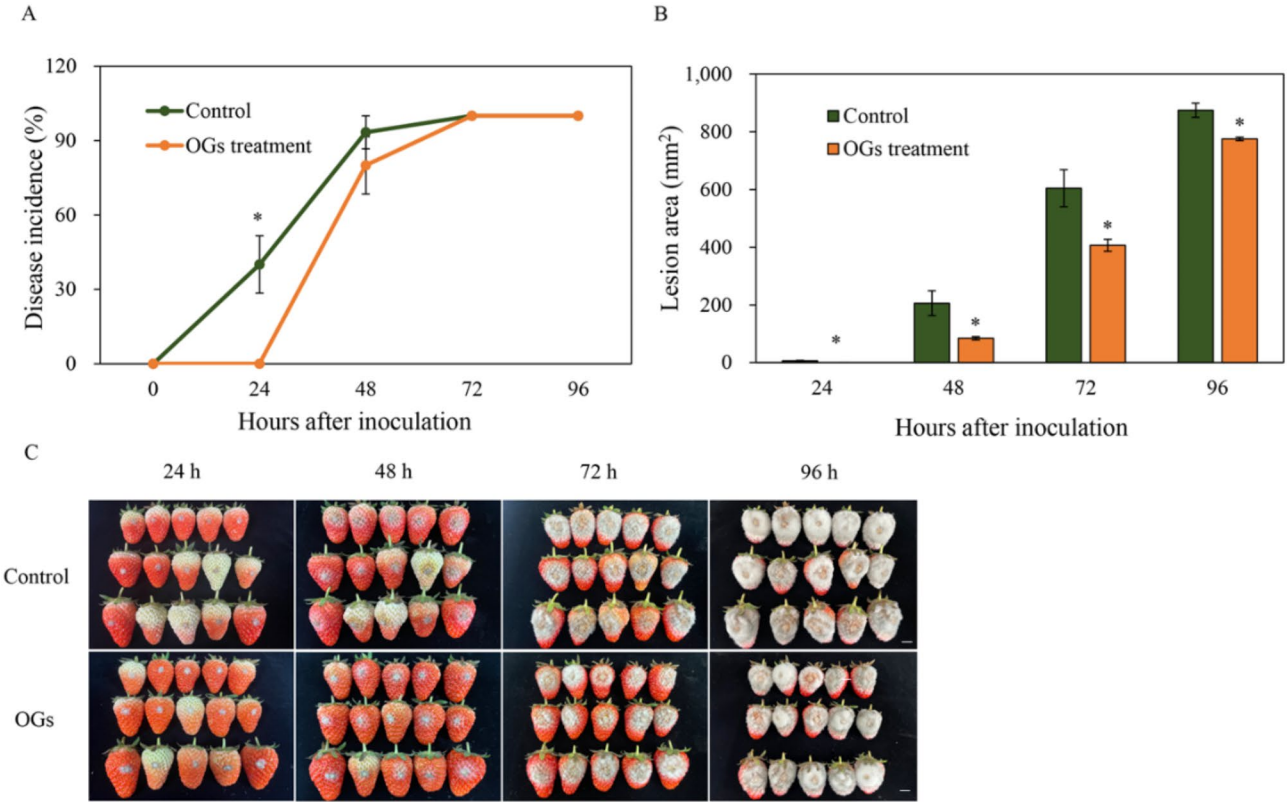 A
120
90
60
30
0
Disease incidence (%)
Control
OGs treatment
*
0 24 48 72 96
Hours after inoculation
B
1,000
800
600
400
200
0
Lesion area (mm²)
Control
OGs treatment
* * * *
24 48 72 96
Hours after inoculation
C
24 h 48 h 72 h 96 h
Control
OGs